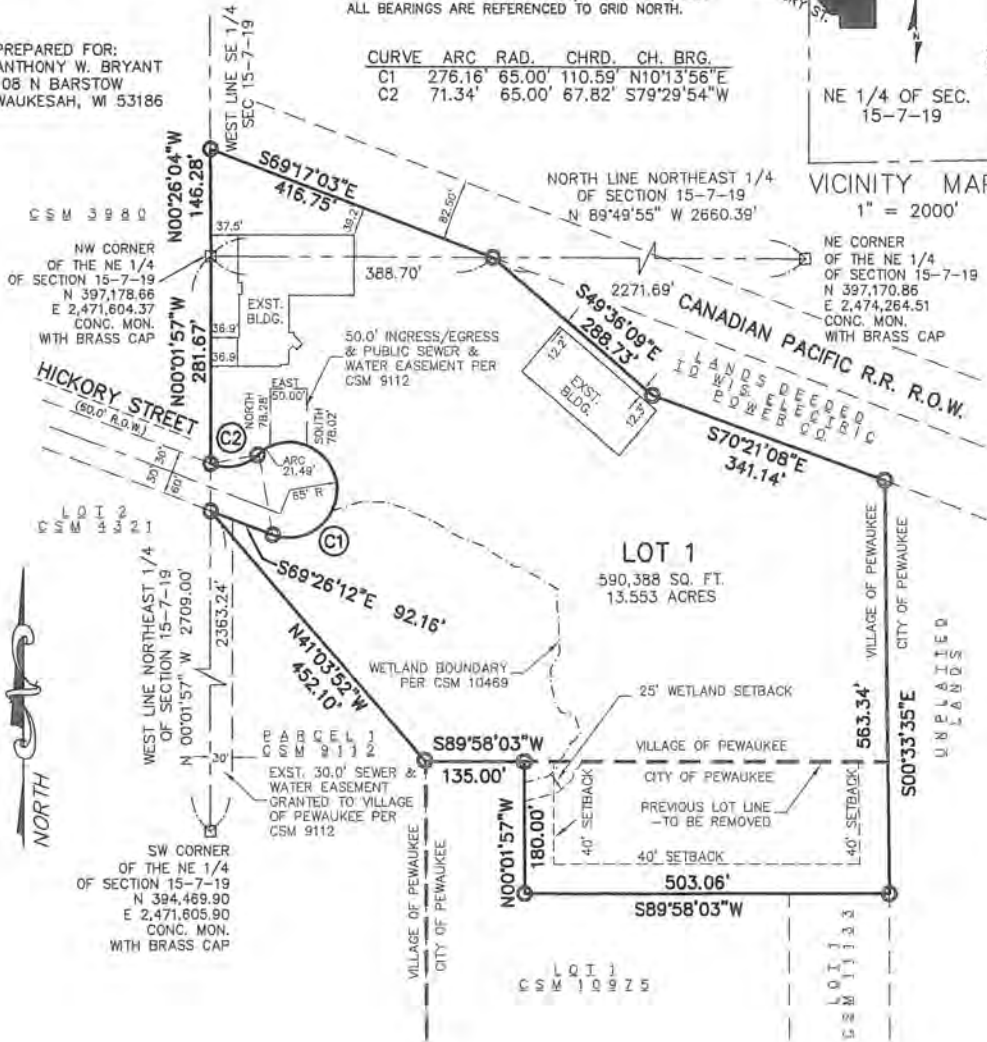 ALL BEARINGS ARE REFERENCED TO GRID NORTH.
PREPARED FOR:
ANTHONY W. BRYANT
08 N BARSTOW
WAUKESAH, WI 53186
WEST LINE SE 1/4
SEC 15-7-19
CURVE ARC RAD. CHRD. CH. BRG.
C1 276.16' 65.00' 110.59' N10°13'56"E
C2 71.34' 65.00' 67.82' S79°29'54"W
RY ST.
N
NE 1/4 OF SEC.
15-7-19
VICINITY MAP
1" = 2000'
N00°26'04"W
146.28'
S69°17'03"E
416.75'
39.2'
82.50'
NORTH LINE NORTHEAST 1/4
OF SECTION 15-7-19
N 89°49'55" W 2660.39'
CSM 3980
37.5'
NW CORNER
OF THE NE 1/4
OF SECTION 15-7-19
N 397,178.66
E 2,471,604.37
CONC. MON.
WITH BRASS CAP
388.70'
2271.69'
NE CORNER
OF THE NE 1/4
OF SECTION 15-7-19
N 397,170.86
E 2,474,264.51
CONC. MON.
WITH BRASS CAP
CANADIAN PACIFIC R.R. R.O.W.
N00°01'57"W
281.67'
EXST.
BLDG.
36.9'
36.9
S49°36'09"E
288.73'
12.3'
EXST.
BLDG.
12.3'
LANDS DEEDED
TO WIS ELECTRIC
POWER CO
50.0' INGRESS/EGRESS
& PUBLIC SEWER &
WATER EASEMENT PER
CSM 9112
HICKORY STREET
(60.0' R.O.W.)
EAST
50.00'
NORTH
78.28'
SOUTH
78.02'
C2
ARC
21.49'
65' R
30' 30'
60'
C1
S70°21'08"E
341.14'
LOT 2
CSM 4321
S69°26'12"E 92.16'
LOT 1
590,388 SQ. FT.
13.553 ACRES
VILLAGE OF PEWAUKEE
CITY OF PEWAUKEE
UNPLATTED
LANDS
563.34'
S00°33'35"E
WEST LINE NORTHEAST 1/4
OF SECTION 15-7-19
N 00°01'57" W 2709.00'
2363.24'
N41°03'52"W
452.10'
WETLAND BOUNDARY
PER CSM 10469
25' WETLAND SETBACK
NORTH
30'
PARCEL 1
CSM 9112
EXST. 30.0' SEWER &
WATER EASEMENT
GRANTED TO VILLAGE
OF PEWAUKEE PER
CSM 9112
S89°58'03"W
135.00'
VILLAGE OF PEWAUKEE
CITY OF PEWAUKEE
PREVIOUS LOT LINE
-TO BE REMOVED
40' SETBACK
40' SETBACK
40' SETBACK
N00°01'57"W
180.00'
503.06'
S89°58'03"W
SW CORNER
OF THE NE 1/4
OF SECTION 15-7-19
N 394,469.90
E 2,471,605.90
CONC. MON.
WITH BRASS CAP
VILLAGE OF PEWAUKEE
CITY OF PEWAUKEE
LOT 1
CSM 10975
LOT 1
CSM 11133